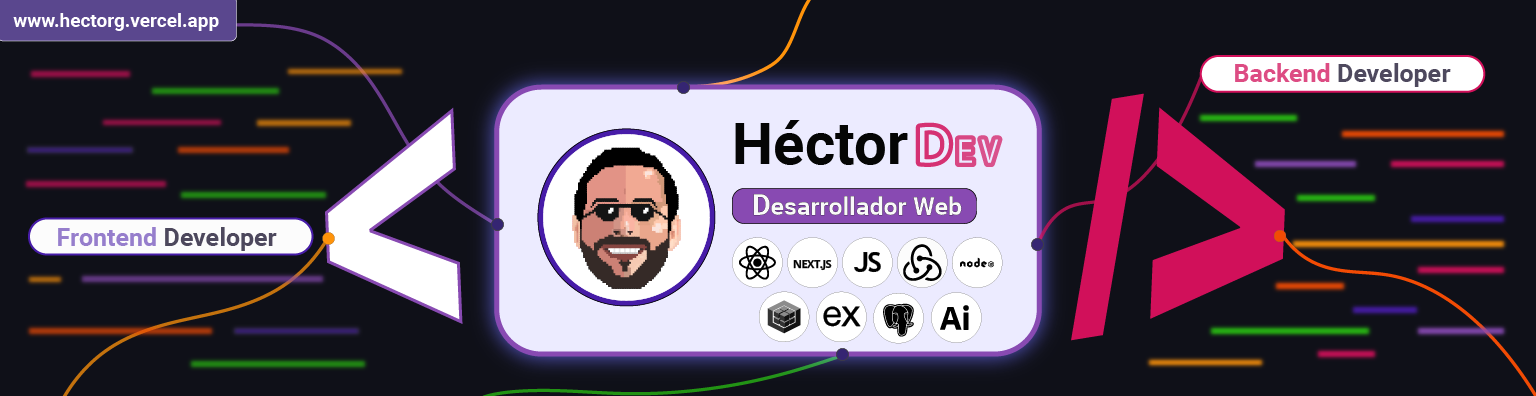 www.hectorg.vercel.app
Backend Developer
Frontend Developer
Héctor DEV
Desarrollador Web
NEXT.JS
JS
node
ex
Ai